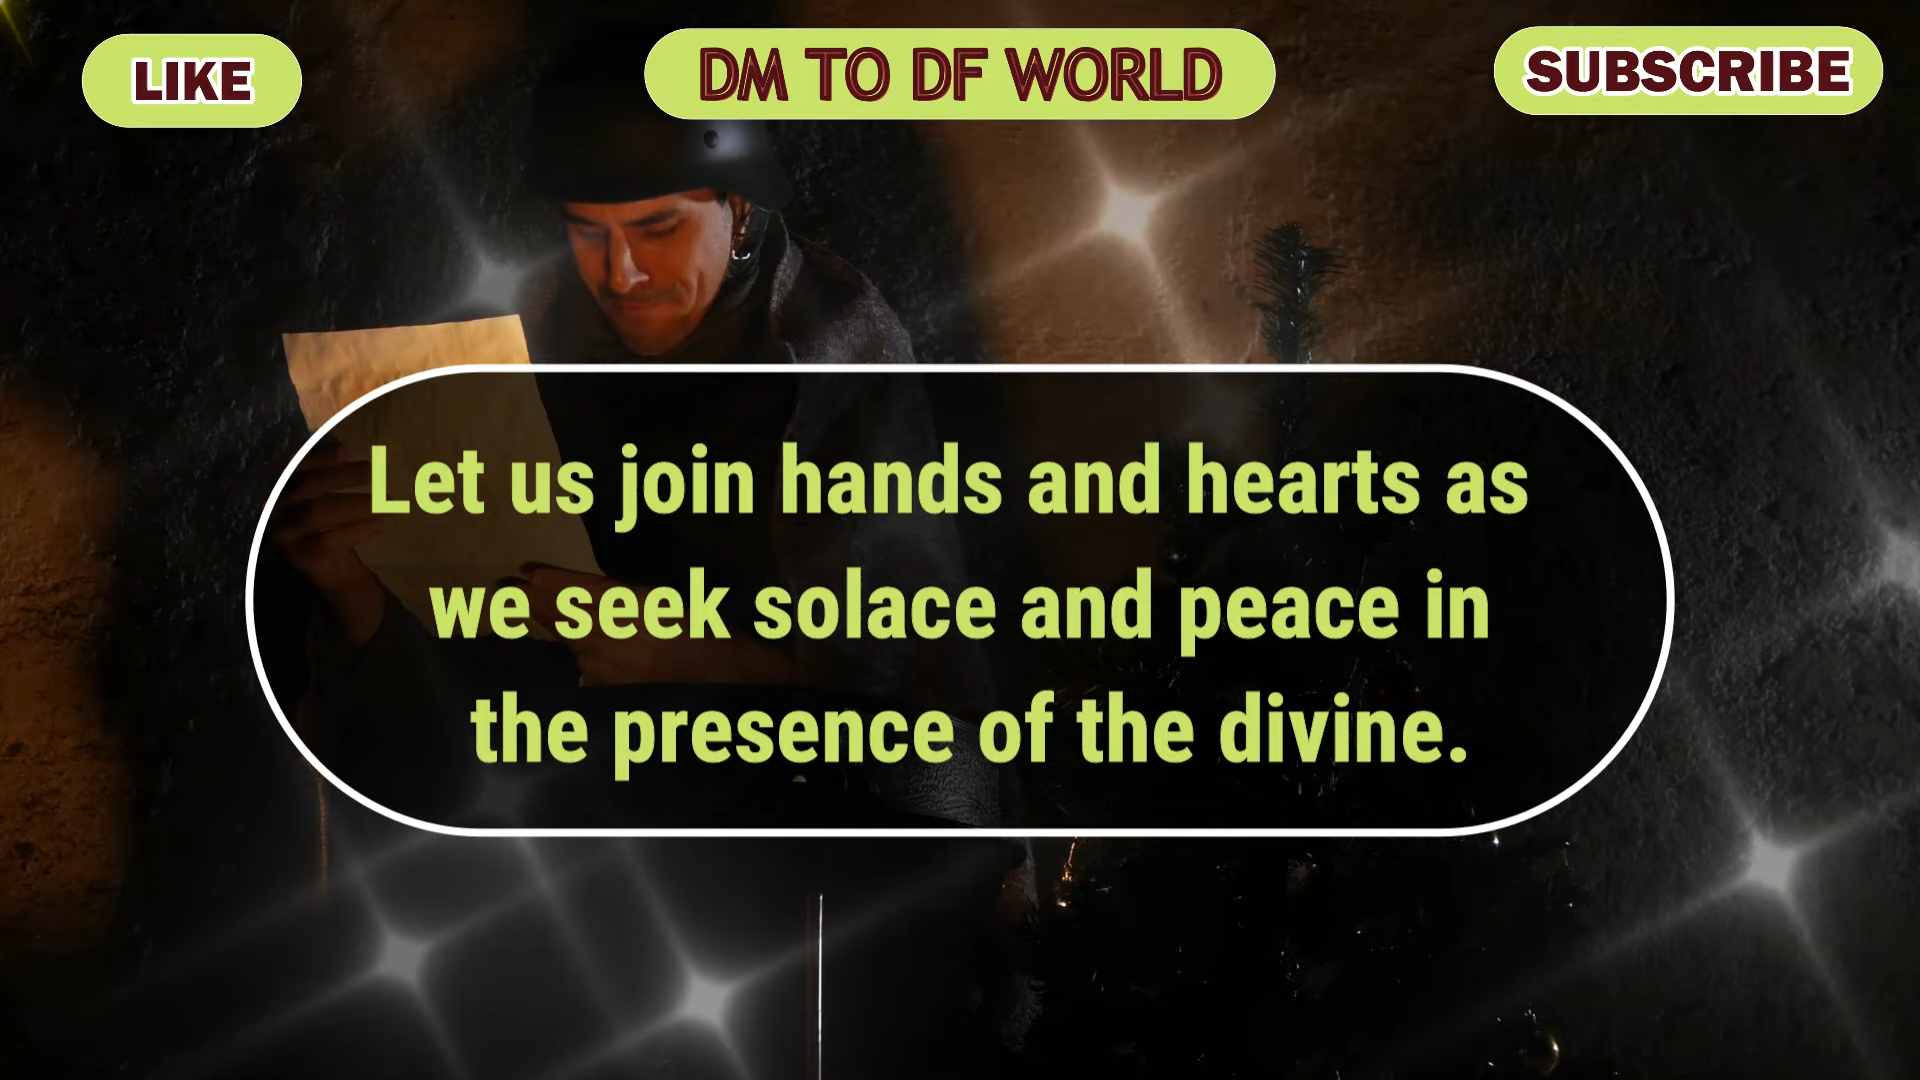 LIKE
DM TO DF WORLD
SUBSCRIBE
Let us join hands and hearts as
we seek solace and peace in
the presence of the divine.